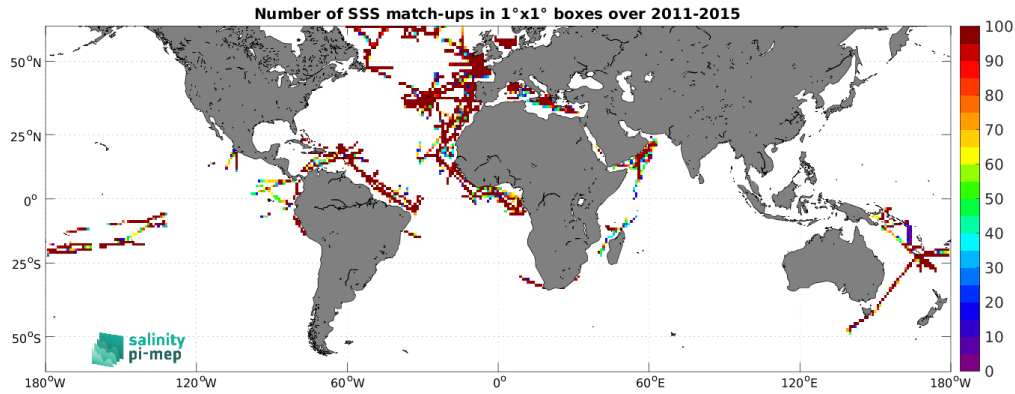 Number of SSS match-ups in 1°x1° boxes over 2011-2015
50°N
25°N
0°
25°S
50°S
180°W 120°W 60°W 0° 60°E 120°E 180°W
100
90
80
70
60
50
40
30
20
10
0
salinity
pi-mep